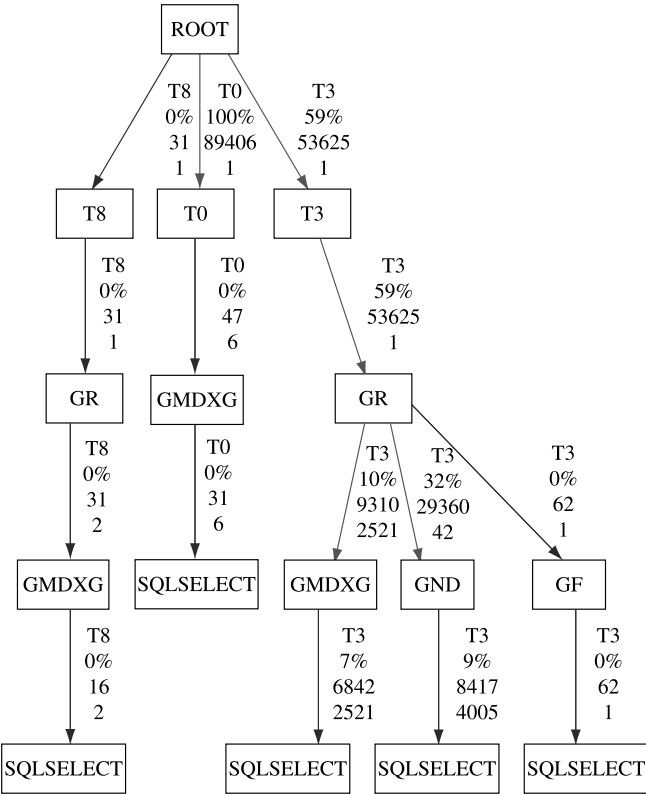 ROOT
T8
0%
31
1
T0
100%
89406
1
T3
59%
53625
1
T8
T0
T3
T8
0%
31
1
T0
0%
47
6
T3
59%
53625
1
GR
GMDXG
GR
T8
0%
31
2
T0
0%
31
6
T3
10%
9310
2521
T3
32%
29360
42
T3
0%
62
1
GMDXG
SQLSELECT
GMDXG
GND
GF
T8
0%
16
2
T3
7%
6842
2521
T3
9%
8417
4005
T3
0%
62
1
SQLSELECT
SQLSELECT
SQLSELECT
SQLSELECT